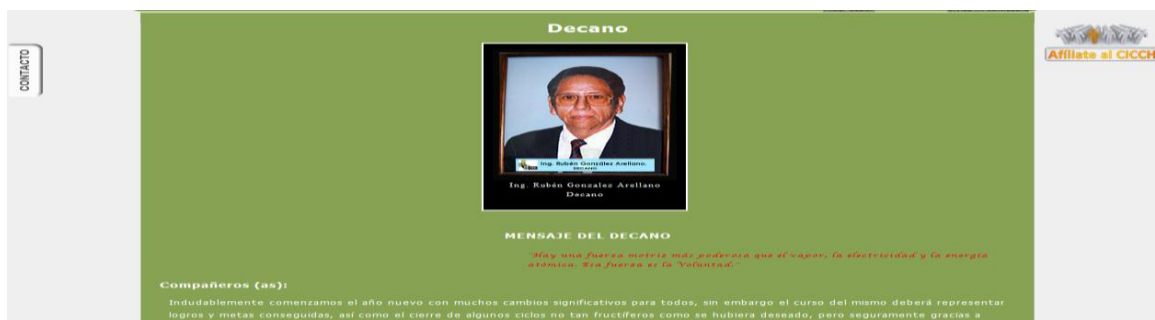 Decano
CONTACTO
Afíliate al CICCH
Ing. Rubén González Arellano.
DECANO
Ing. Rubén Gonzalez Arellano
Decano
MENSAJE DEL DECANO
"Hay una fuerza motriz más poderosa que el vapor, la electricidad y la energía
atómica. Esa fuerza es la Voluntad."
Compañeros (as):
Indudablemente comenzamos el año nuevo con muchos cambios significativos para todos, sin embargo el curso del mismo deberá representar
logros y metas conseguidas, así como el cierre de algunos ciclos no tan fructíferos como se hubiera deseado, pero seguramente gracias a